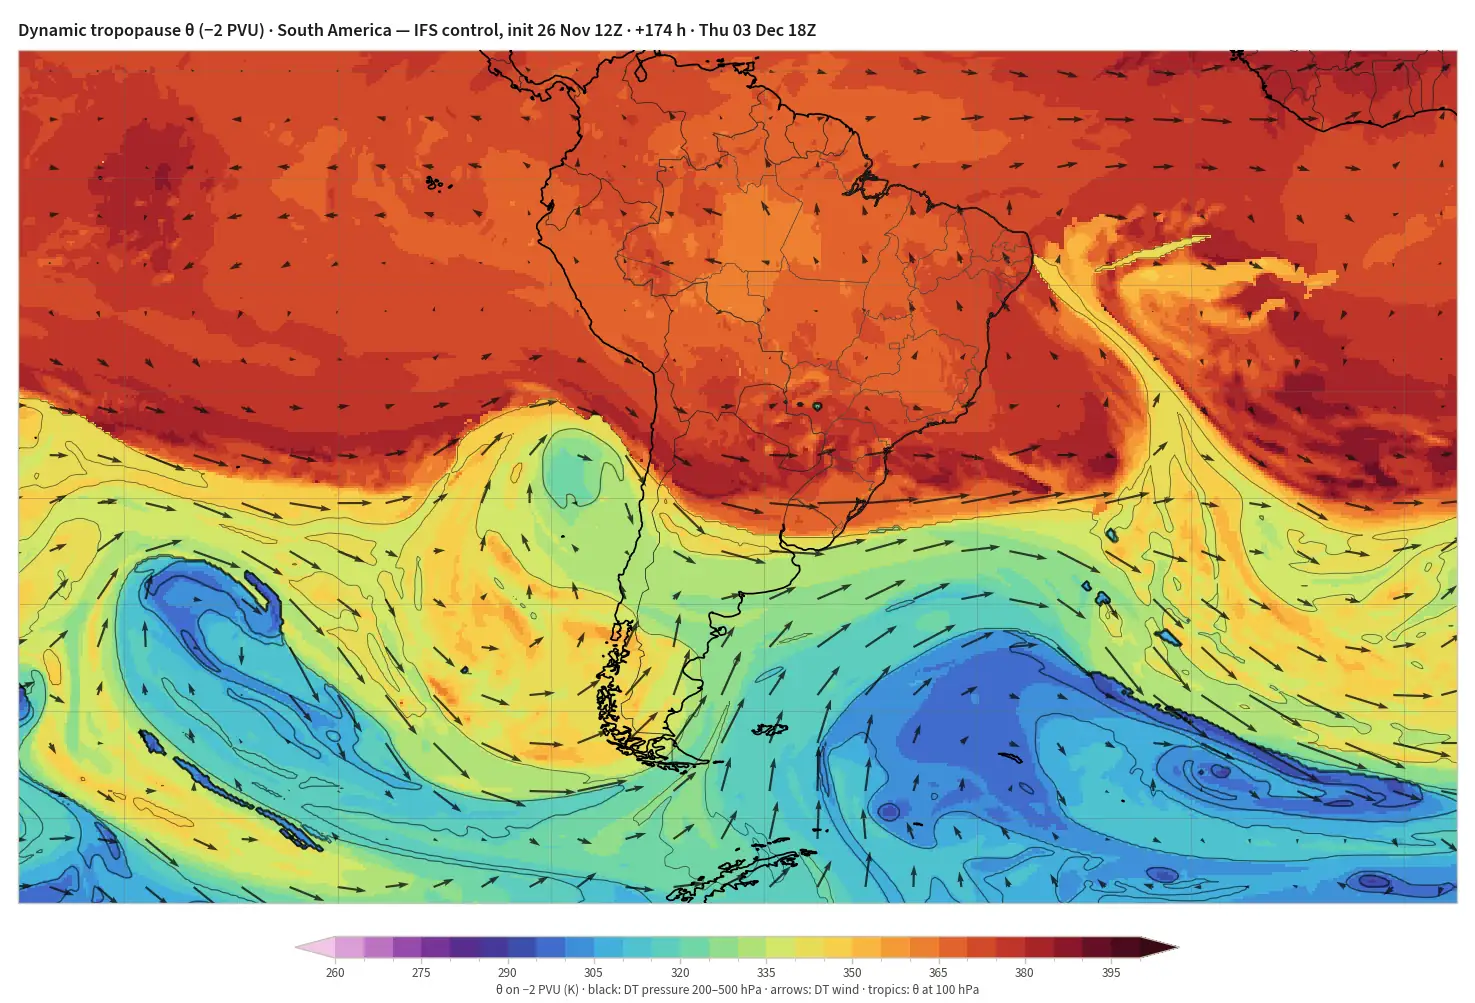 Dynamic tropopause θ (−2 PVU) · South America — IFS control, init 26 Nov 12Z · +174 h · Thu 03 Dec 18Z
260 275 290 305 320 335 350 365 380 395
θ on −2 PVU (K) · black: DT pressure 200–500 hPa · arrows: DT wind · tropics: θ at 100 hPa